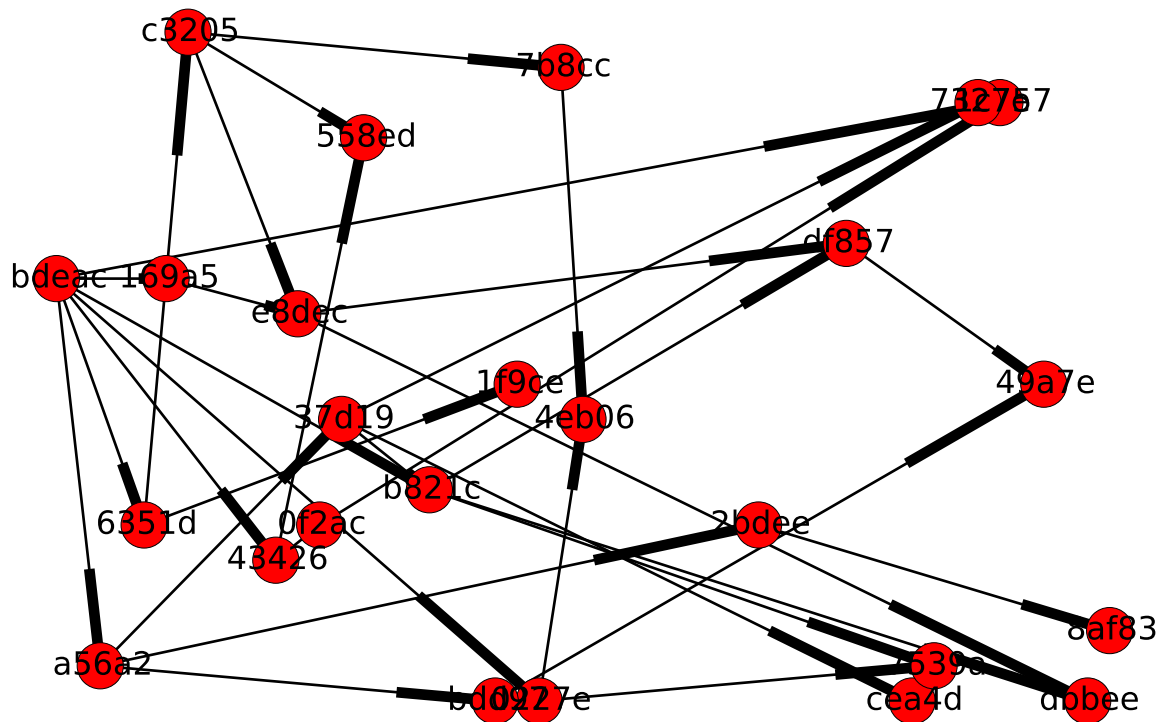 c3205
7b8cc
558ed
df857
bdeac
169a5
e8dec
1f9ce
49a7e
37d19
4eb06
b821c
6351d
0f2ac
2bdee
43426
8af83
a56a2
cea4d
dbbee